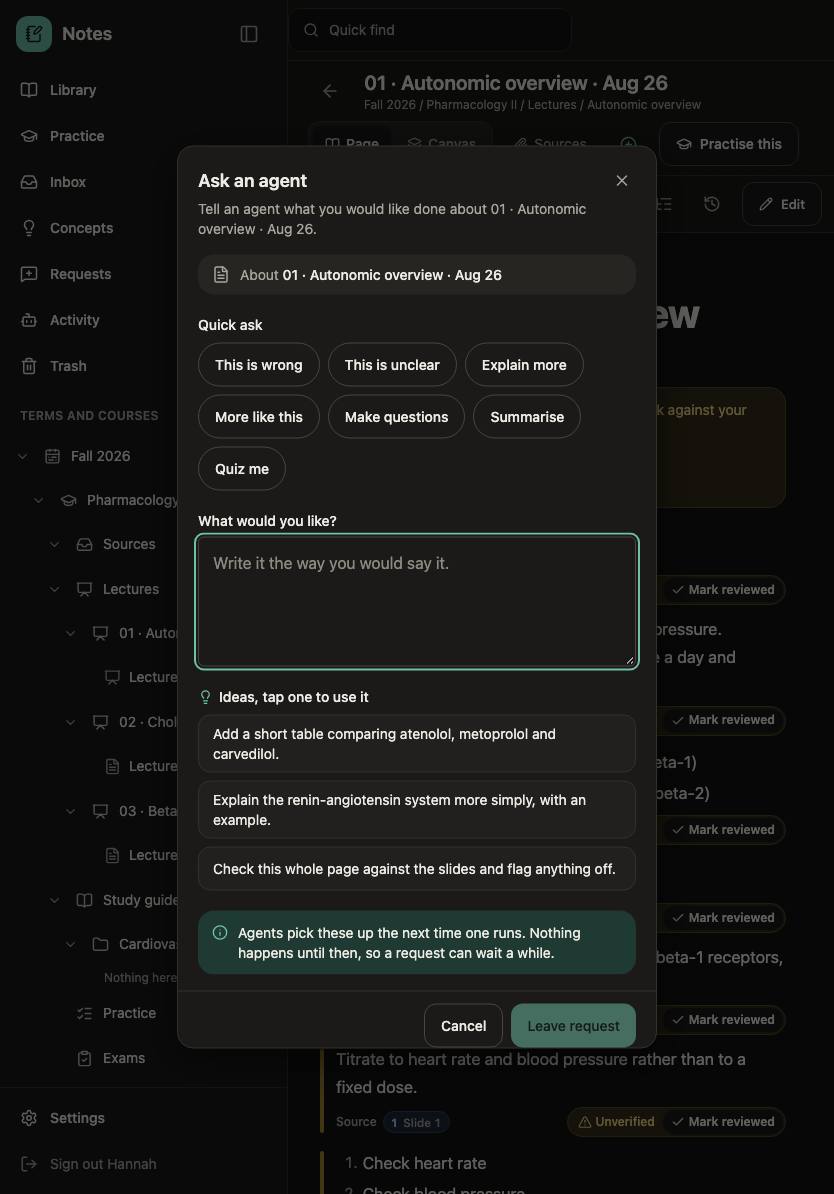 Notes
Quick find
Library
Practice
Inbox
Concepts
Requests
Activity
Trash
TERMS AND COURSES
Fall 2026
Pharmacology
Sources
Lectures
01 · Auton
Lecture
02 · Chol
Lecture
03 · Beta
Lecture
Study guide
Cardiovas
Nothing here
Practice
Exams
Settings
Sign out Hannah
01 · Autonomic overview · Aug 26
Fall 2026 / Pharmacology II / Lectures / Autonomic overview
Page
Canvas
Sources
Practise this
Edit
ew
k against your
Mark reviewed
pressure.
e a day and
Mark reviewed
eta-1)
beta-2)
Mark reviewed
Mark reviewed
beta-1 receptors,
Mark reviewed
Titrate to heart rate and blood pressure rather than to a
fixed dose.
Source 1 Slide 1
Unverified
Mark reviewed
1. Check heart rate
2. Check blood pressure
Ask an agent
Tell an agent what you would like done about 01 · Autonomic
overview · Aug 26.
About 01 · Autonomic overview · Aug 26
Quick ask
This is wrong
This is unclear
Explain more
More like this
Make questions
Summarise
Quiz me
What would you like?
Write it the way you would say it.
Ideas, tap one to use it
Add a short table comparing atenolol, metoprolol and
carvedilol.
Explain the renin-angiotensin system more simply, with an
example.
Check this whole page against the slides and flag anything off.
Agents pick these up the next time one runs. Nothing
happens until then, so a request can wait a while.
Cancel
Leave request